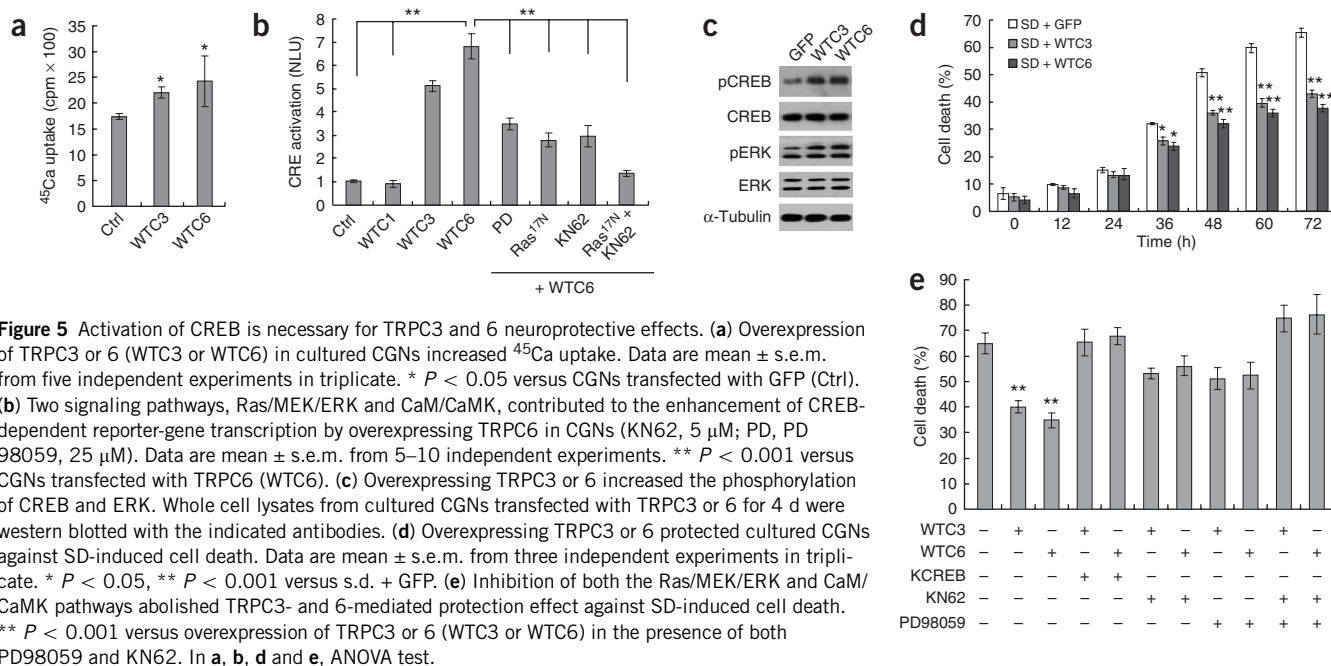 a
35
30
25
20
15
10
5
0
45Ca uptake (cpm × 100)
*
*
Ctrl
WTC3
WTC6
b
8
7
6
5
4
3
2
1
0
CRE activation (NLU)
**
**
Ctrl
WTC1
WTC3
WTC6
PD
Ras17N
KN62
Ras17N +
KN62
+ WTC6
c
GFP
WTC3
WTC6
pCREB
CREB
pERK
ERK
α-Tubulin
d
70
60
50
40
30
20
10
0
Cell death (%)
SD + GFP
SD + WTC3
SD + WTC6
*
*
**
**
**
**
**
**
0 12 24 36 48 60 72
Time (h)
e
90
80
70
60
50
40
30
20
10
0
Cell death (%)
**
**
WTC3 – + – + – + – + – + –
WTC6 – – + – + – + – + – +
KCREB – – – + + – – – – – –
KN62 – – – – – + + – – + +
PD98059 – – – – – – – + + + +
Figure 5 Activation of CREB is necessary for TRPC3 and 6 neuroprotective effects. (a) Overexpression
of TRPC3 or 6 (WTC3 or WTC6) in cultured CGNs increased 45Ca uptake. Data are mean ± s.e.m.
from five independent experiments in triplicate. * P < 0.05 versus CGNs transfected with GFP (Ctrl).
(b) Two signaling pathways, Ras/MEK/ERK and CaM/CaMK, contributed to the enhancement of CREB-
dependent reporter-gene transcription by overexpressing TRPC6 in CGNs (KN62, 5 μM; PD, PD
98059, 25 μM). Data are mean ± s.e.m. from 5–10 independent experiments. ** P < 0.001 versus
CGNs transfected with TRPC6 (WTC6). (c) Overexpressing TRPC3 or 6 increased the phosphorylation
of CREB and ERK. Whole cell lysates from cultured CGNs transfected with TRPC3 or 6 for 4 d were
western blotted with the indicated antibodies. (d) Overexpressing TRPC3 or 6 protected cultured CGNs
against SD-induced cell death. Data are mean ± s.e.m. from three independent experiments in tripli-
cate. * P < 0.05, ** P < 0.001 versus s.d. + GFP. (e) Inhibition of both the Ras/MEK/ERK and CaM/
CaMK pathways abolished TRPC3- and 6-mediated protection effect against SD-induced cell death.
** P < 0.001 versus overexpression of TRPC3 or 6 (WTC3 or WTC6) in the presence of both
PD98059 and KN62. In a, b, d and e, ANOVA test.